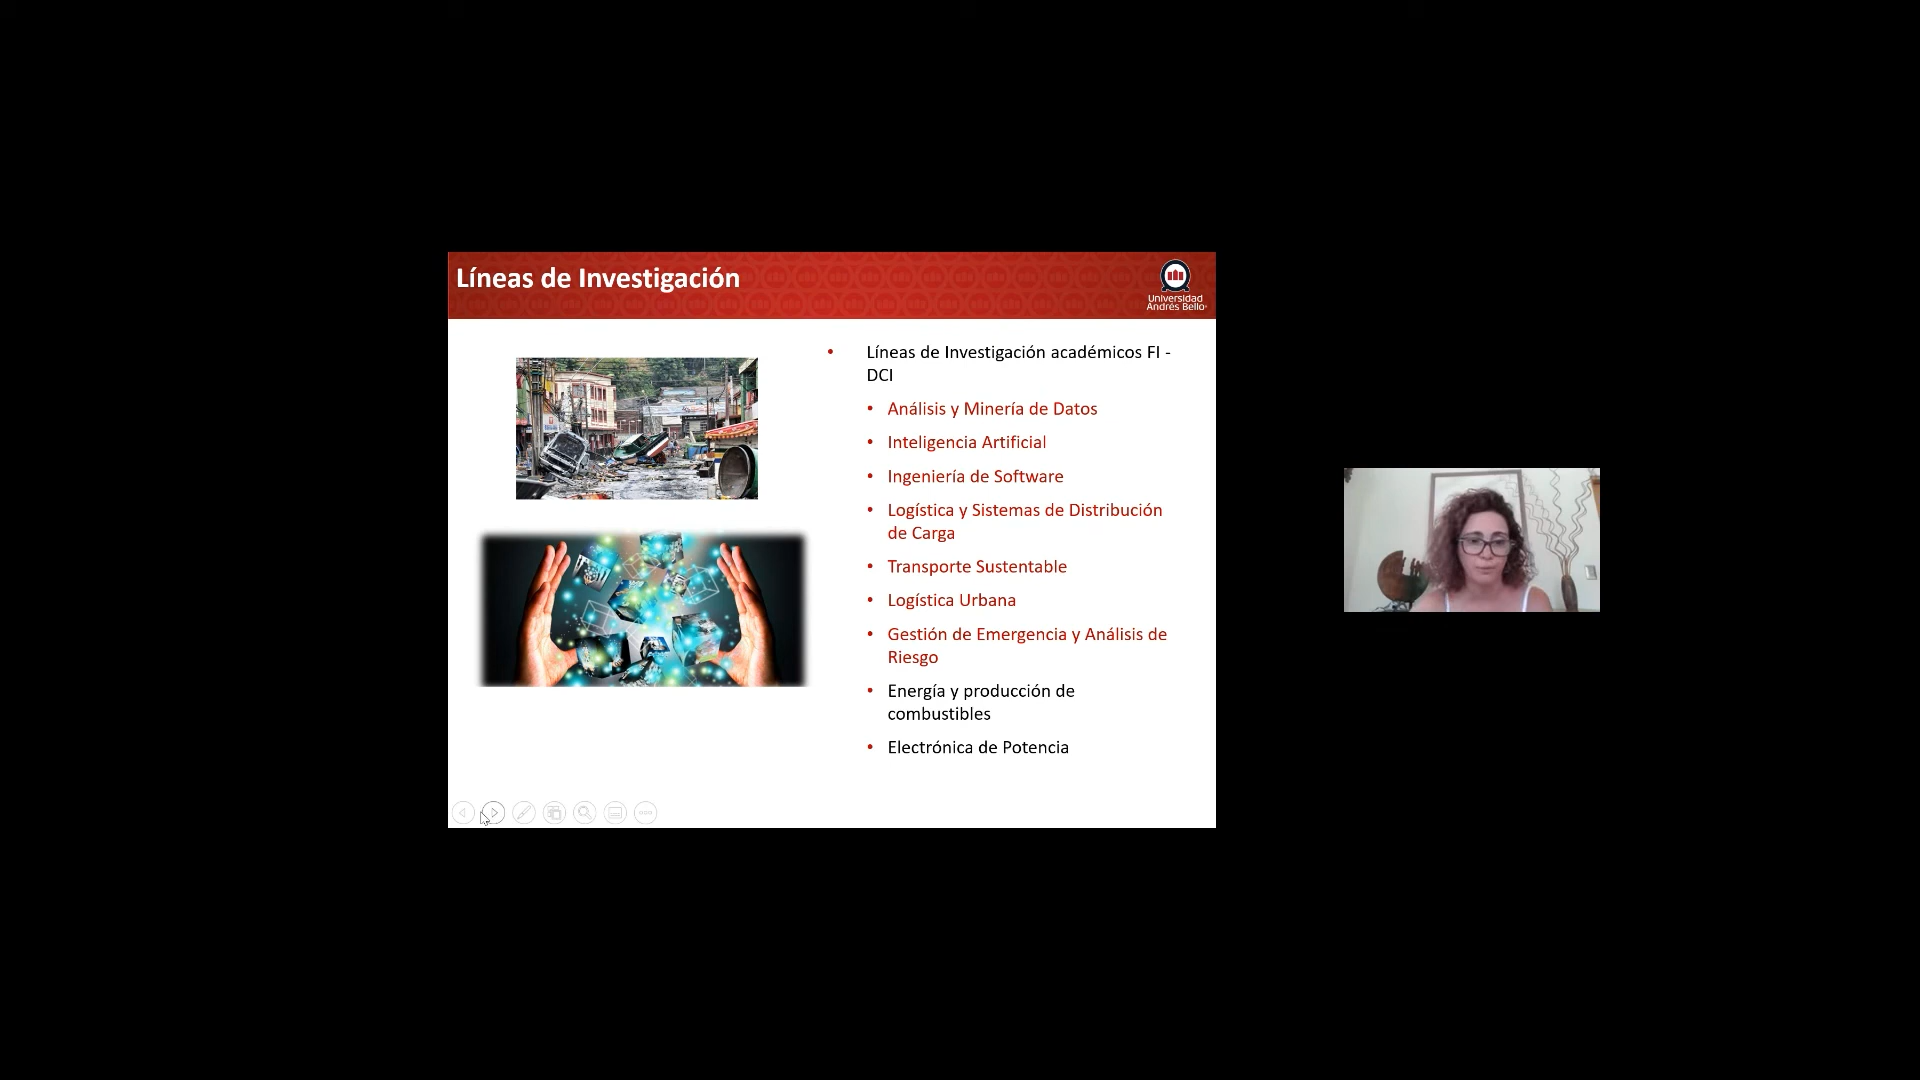 Líneas de Investigación
Universidad
Andrés Bello
• Líneas de Investigación académicos FI -
DCI
• Análisis y Minería de Datos
• Inteligencia Artificial
• Ingeniería de Software
• Logística y Sistemas de Distribución
de Carga
• Transporte Sustentable
• Logística Urbana
• Gestión de Emergencia y Análisis de
Riesgo
• Energía y producción de
combustibles
• Electrónica de Potencia